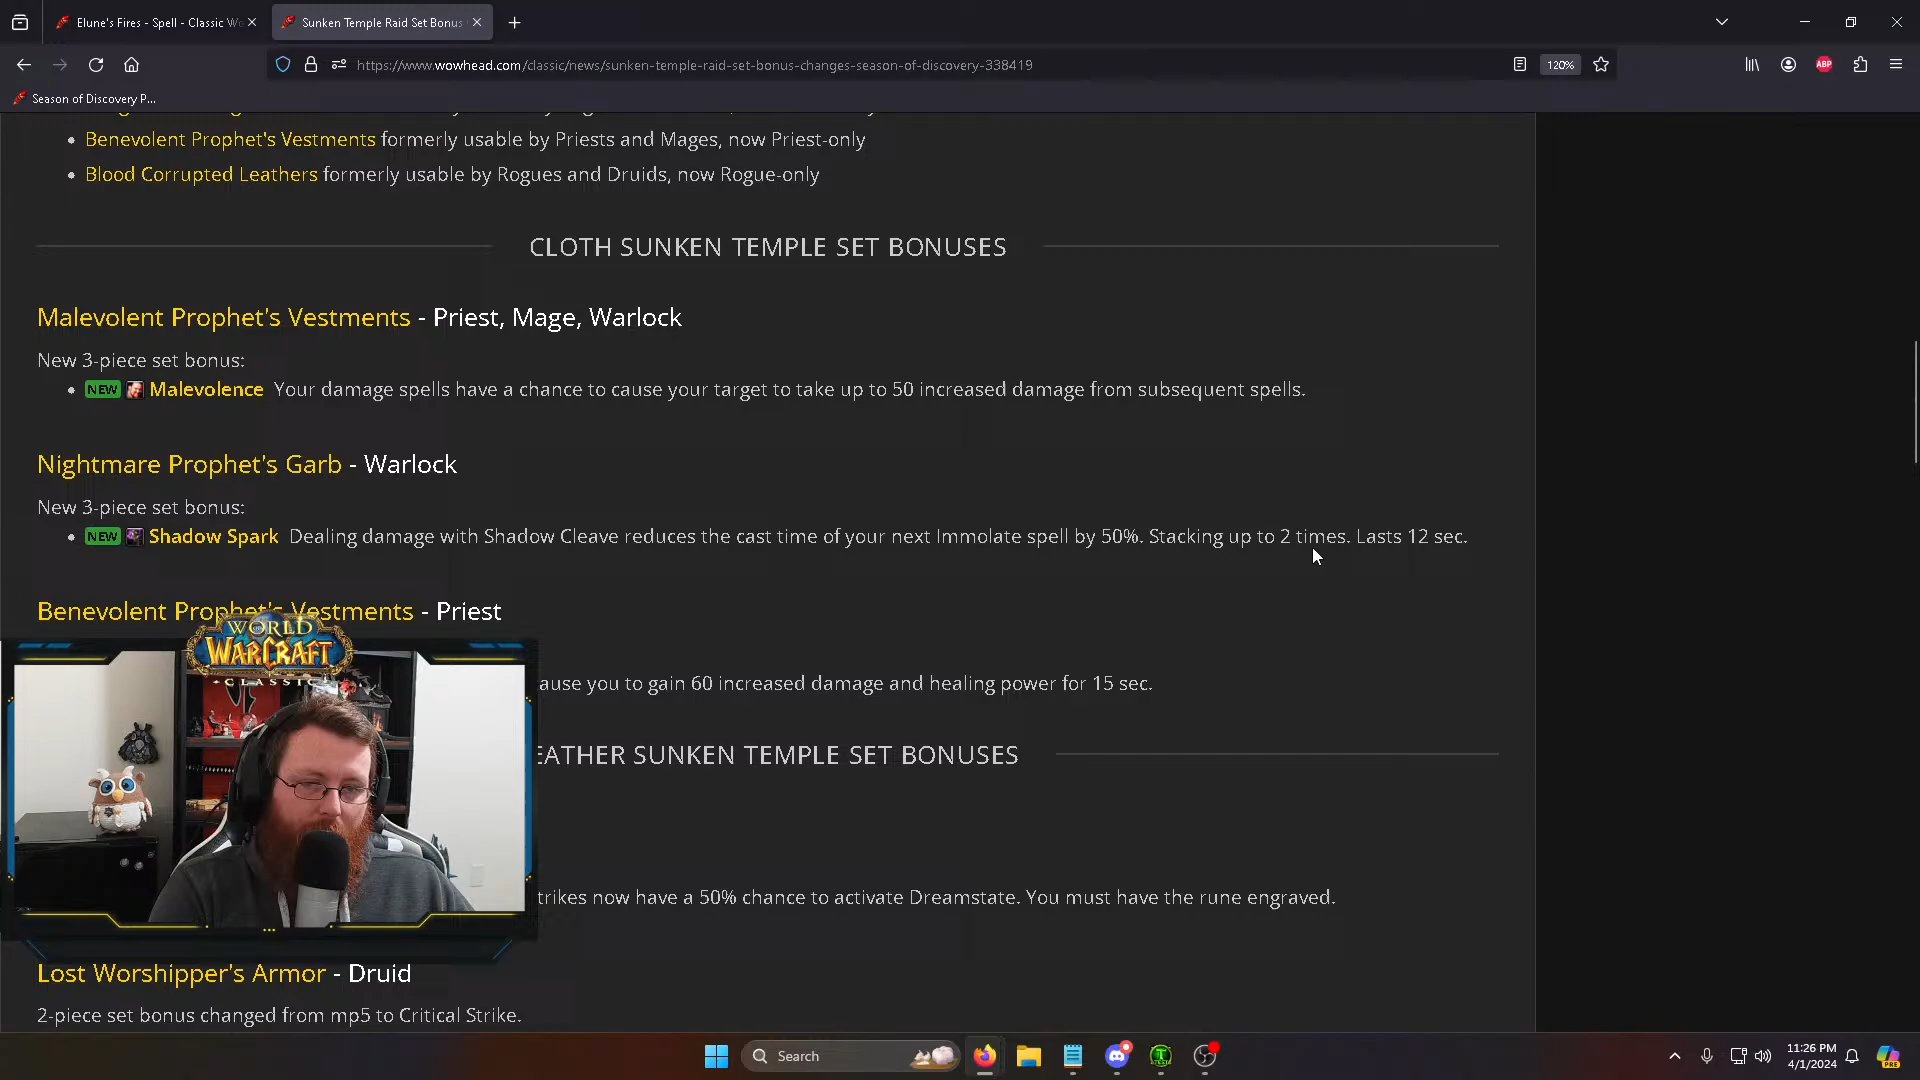 Elune's Fires - Spell - Classic Wo
Sunken Temple Raid Set Bonus
https://www.wowhead.com/classic/news/sunken-temple-raid-set-bonus-changes-season-of-discovery-338419
120%
ABP
Season of Discovery P...
Benevolent Prophet's Vestments formerly usable by Priests and Mages, now Priest-only
Blood Corrupted Leathers formerly usable by Rogues and Druids, now Rogue-only
CLOTH SUNKEN TEMPLE SET BONUSES
Malevolent Prophet's Vestments - Priest, Mage, Warlock
New 3-piece set bonus:
NEW Malevolence Your damage spells have a chance to cause your target to take up to 50 increased damage from subsequent spells.
Nightmare Prophet's Garb - Warlock
New 3-piece set bonus:
NEW Shadow Spark Dealing damage with Shadow Cleave reduces the cast time of your next Immolate spell by 50%. Stacking up to 2 times. Lasts 12 sec.
Benevolent Prophet's Vestments - Priest
WORLD
WARCRAFT
CLASSIC
ause you to gain 60 increased damage and healing power for 15 sec.
EATHER SUNKEN TEMPLE SET BONUSES
trikes now have a 50% chance to activate Dreamstate. You must have the rune engraved.
Lost Worshipper's Armor - Druid
2-piece set bonus changed from mp5 to Critical Strike.
Search
11:26 PM
4/1/2024
PRE